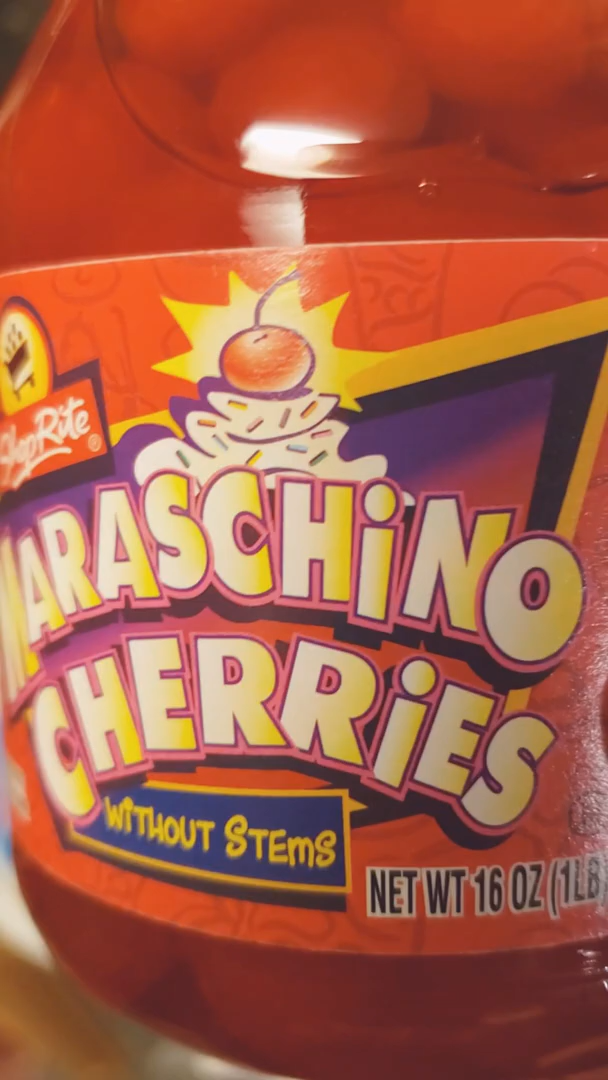 ShopRite®
MARASCHiNO
CHERRiES
WiTHOUT STEmS
NET WT 16 OZ (1LB)